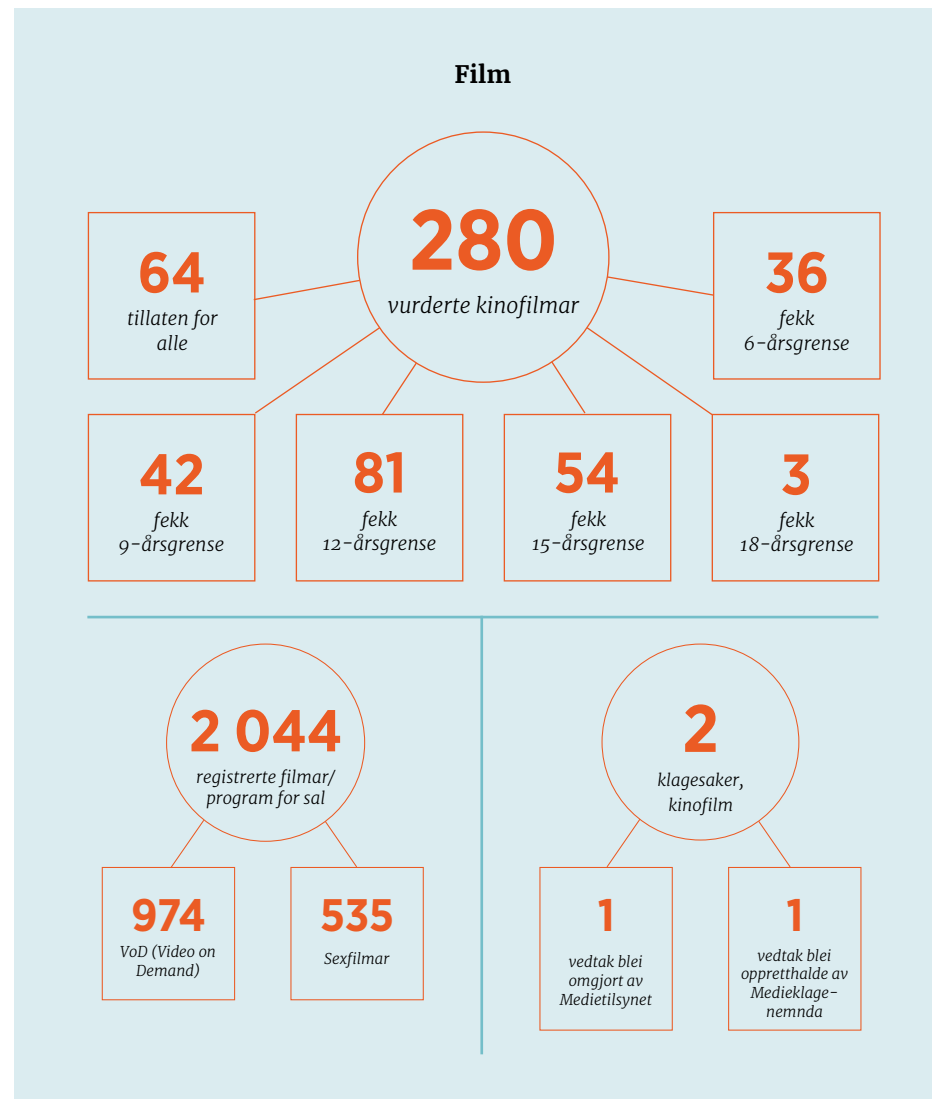 Film
280
vurderte kinofilmar
64
tillaten for
alle
36
fekk
6-årsgrense
42
fekk
9-årsgrense
81
fekk
12-årsgrense
54
fekk
15-årsgrense
3
fekk
18-årsgrense
2 044
registrerte filmar/
program for sal
974
VoD (Video on
Demand)
535
Sexfilmar
2
klagesaker,
kinofilm
1
vedtak blei
omgjort av
Medietilsynet
1
vedtak blei
oppretthalde av
Medieklage-
nemnda